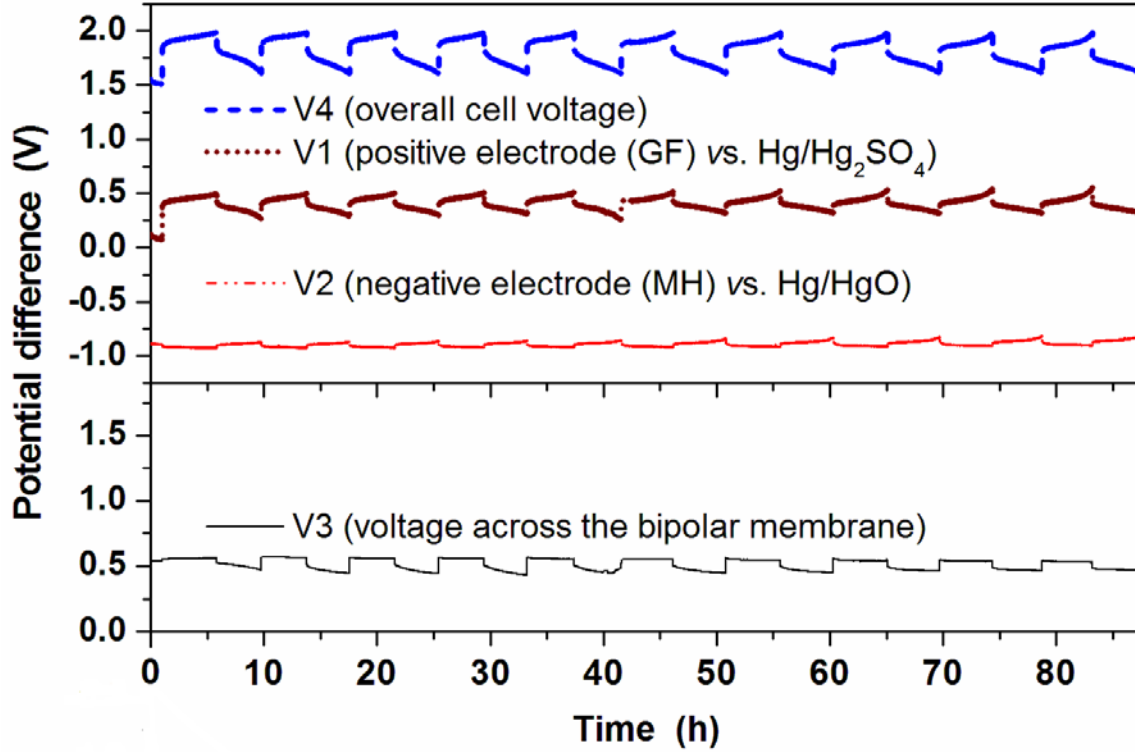 Potential difference (V)
2.0
1.5
1.0
0.5
0.0
-0.5
-1.0
V4 (overall cell voltage)
V1 (positive electrode (GF) vs. Hg/Hg₂SO₄)
V2 (negative electrode (MH) vs. Hg/HgO)
1.5
1.0
0.5
0.0
V3 (voltage across the bipolar membrane)
0 10 20 30 40 50 60 70 80
Time (h)